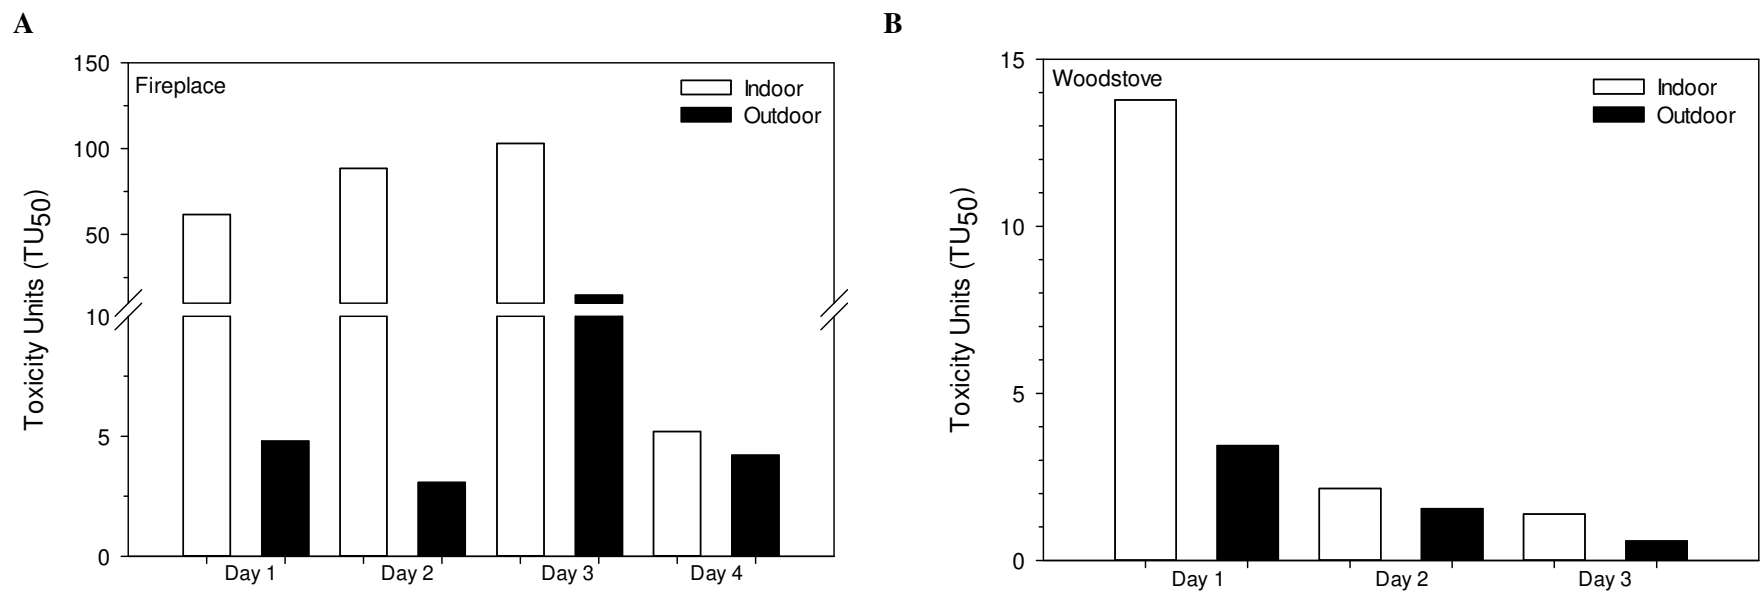 A
B
150
100
50
10
5
0
Toxicity Units (TU50)
Fireplace
Indoor
Outdoor
Day 1
Day 2
Day 3
Day 4
15
10
5
0
Toxicity Units (TU50)
Woodstove
Indoor
Outdoor
Day 1
Day 2
Day 3